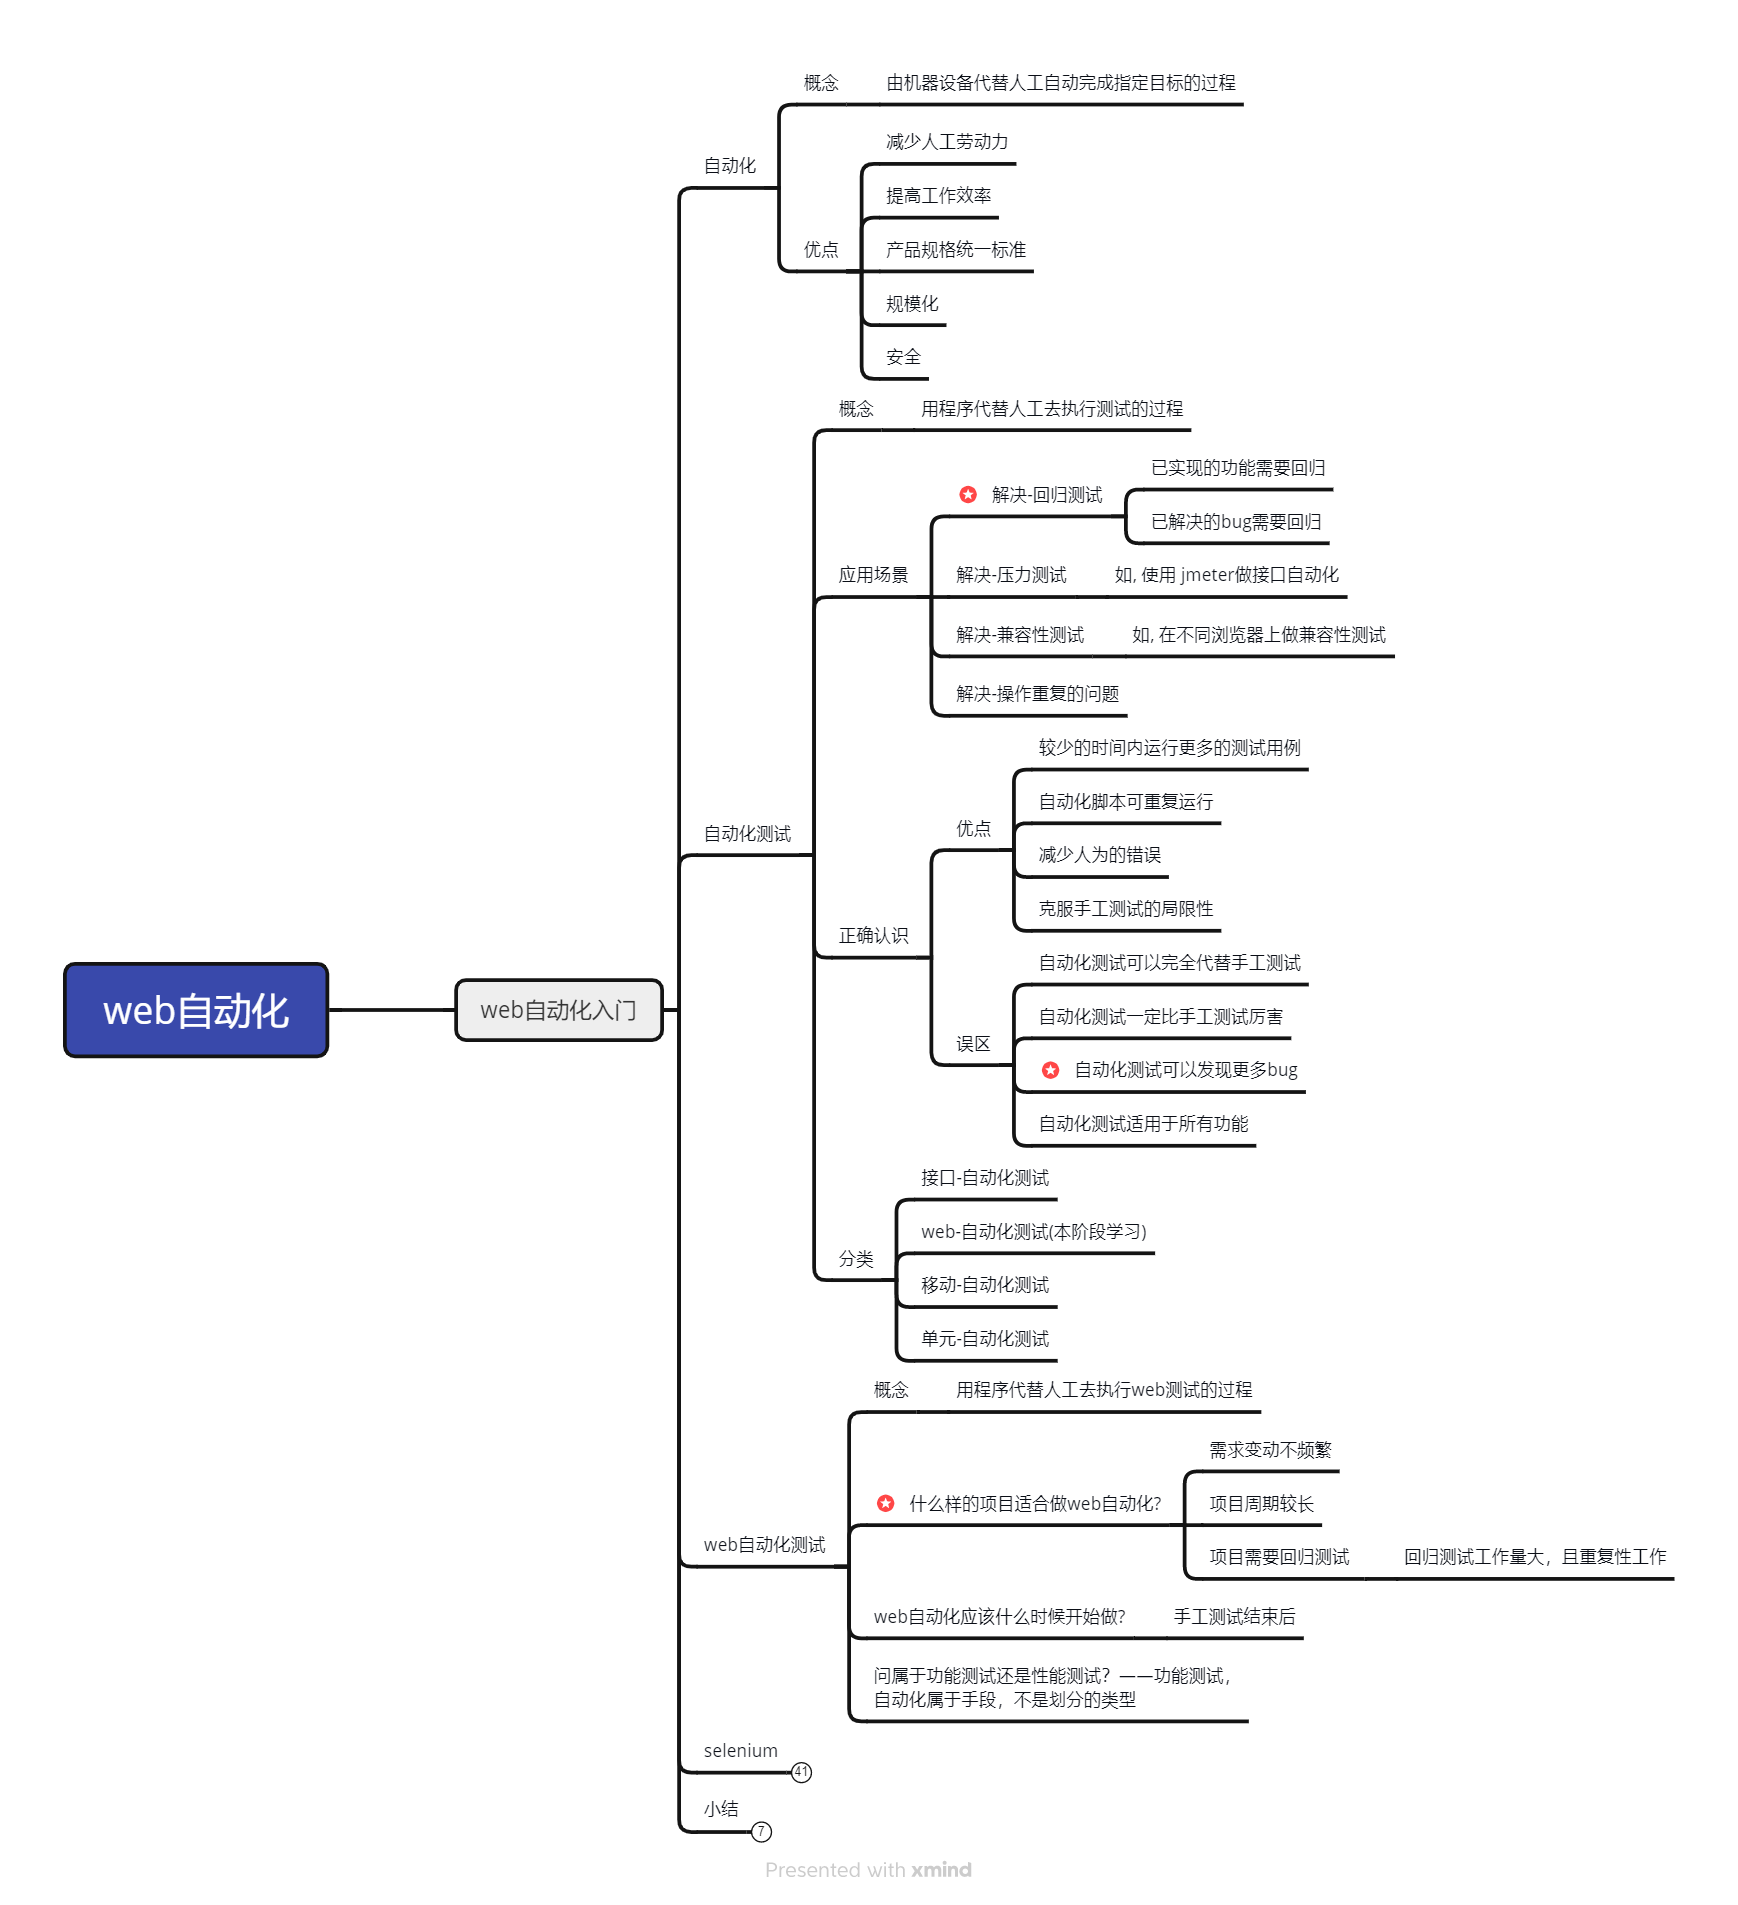 web自动化
web自动化入门
自动化
概念
由机器设备代替人工自动完成指定目标的过程
优点
减少人工劳动力
提高工作效率
产品规格统一标准
规模化
安全
自动化测试
概念
用程序代替人工去执行测试的过程
应用场景
解决-回归测试
已实现的功能需要回归
已解决的bug需要回归
解决-压力测试
如, 使用 jmeter做接口自动化
解决-兼容性测试
如, 在不同浏览器上做兼容性测试
解决-操作重复的问题
正确认识
优点
较少的时间内运行更多的测试用例
自动化脚本可重复运行
减少人为的错误
克服手工测试的局限性
误区
自动化测试可以完全代替手工测试
自动化测试一定比手工测试厉害
自动化测试可以发现更多bug
自动化测试适用于所有功能
分类
接口-自动化测试
web-自动化测试(本阶段学习)
移动-自动化测试
单元-自动化测试
web自动化测试
概念
用程序代替人工去执行web测试的过程
什么样的项目适合做web自动化?
需求变动不频繁
项目周期较长
项目需要回归测试
回归测试工作量大，且重复性工作
web自动化应该什么时候开始做?
手工测试结束后
问属于功能测试还是性能测试？——功能测试，
自动化属于手段，不是划分的类型
selenium
41
小结
7
Presented with xmind